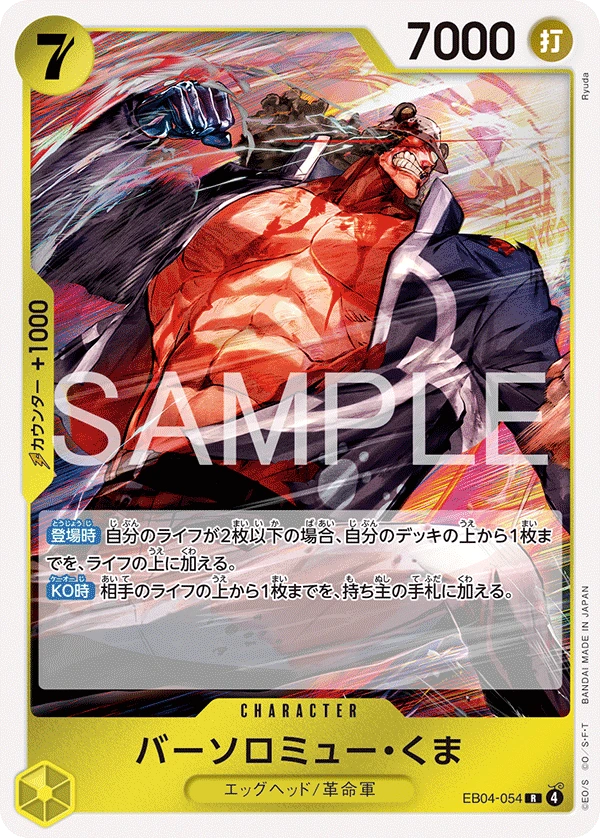 7
7000
打
Ryuda
カウンター +1000
SAMPLE
登場時 自分のライフが2枚以下の場合、自分のデッキの上から1枚ま
でを、ライフの上に加える。
KO時 相手のライフの上から1枚までを、持ち主の手札に加える。
CHARACTER
バーソロミュー・くま
エッグヘッド/革命軍
EB04-054 R 4
©E/S ©O/S・F・T BANDAI MADE IN JAPAN